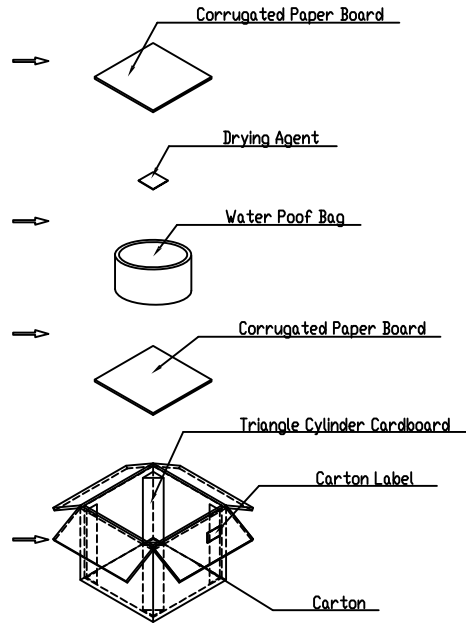 Corrugated Paper Board
Drying Agent
Water Poof Bag
Corrugated Paper Board
Triangle Cylinder Cardboard
Carton Label
Carton